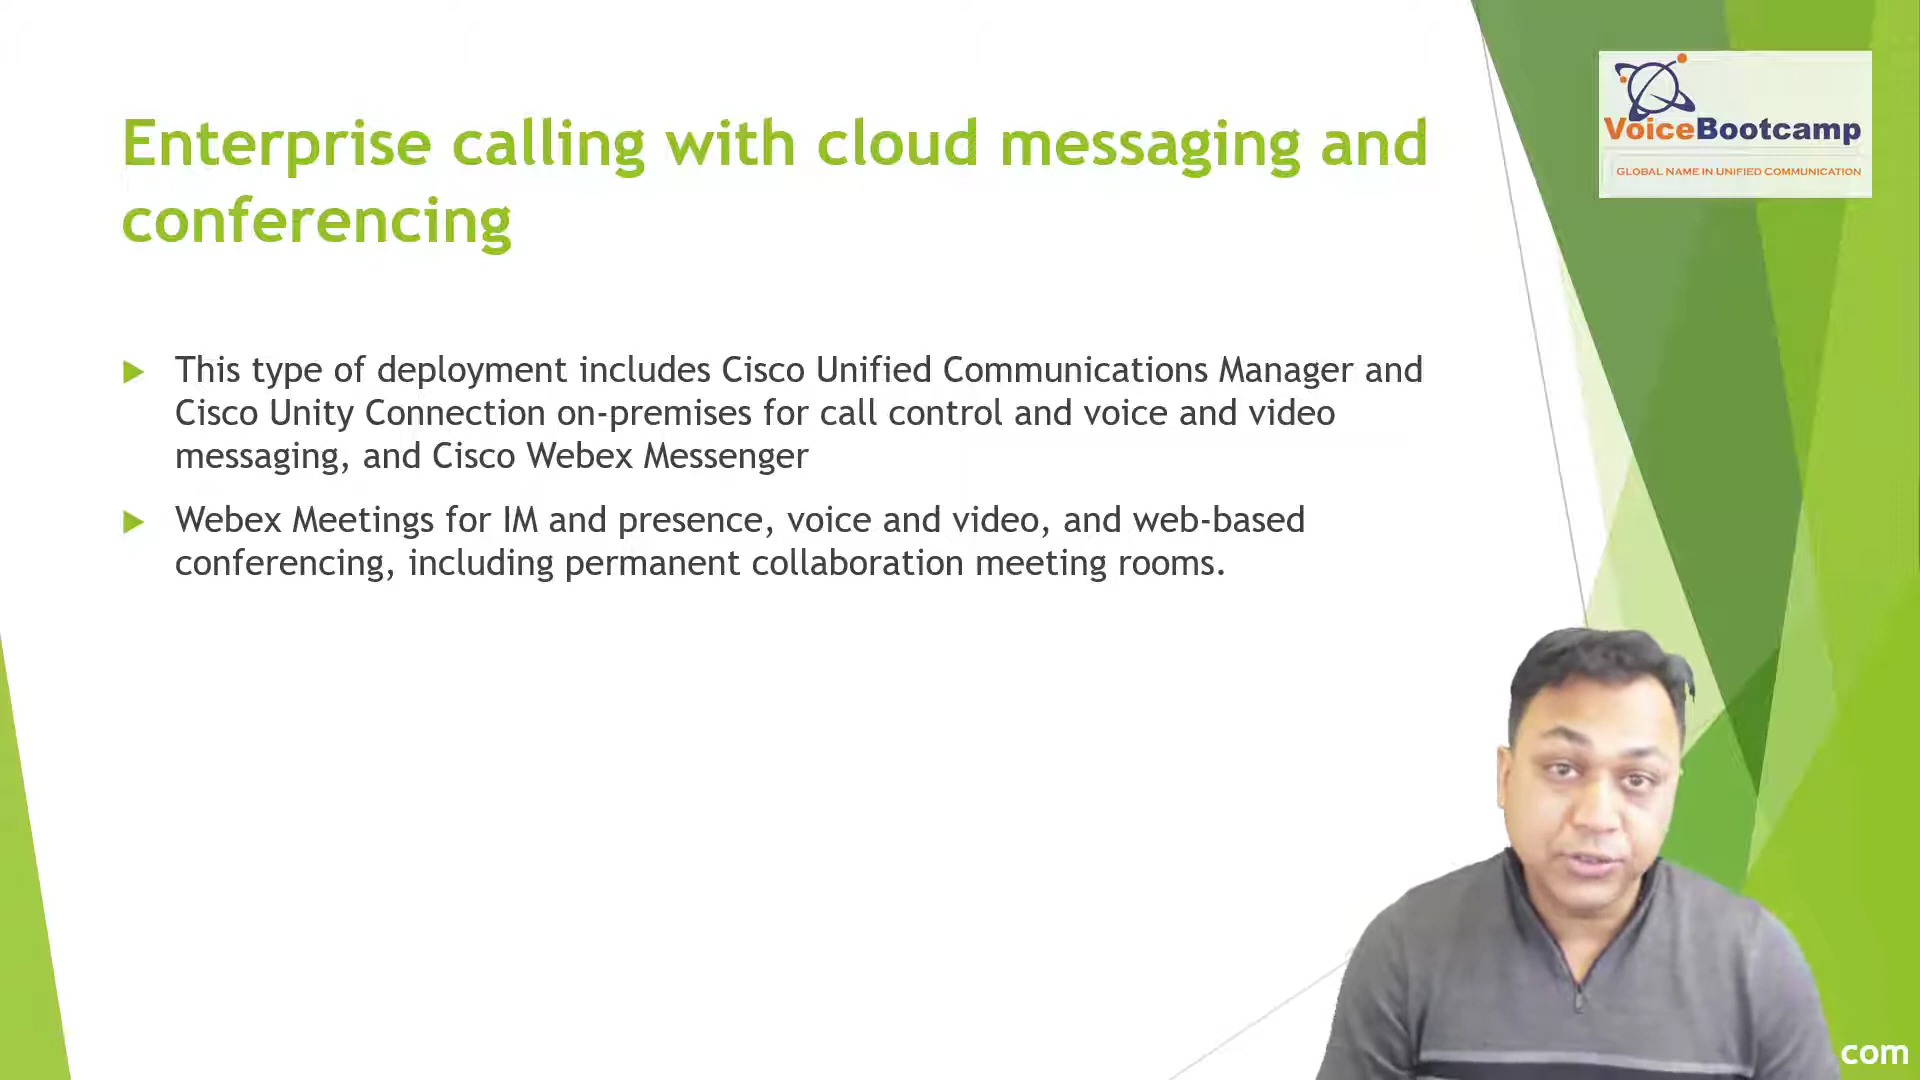 Enterprise calling with cloud messaging and
conferencing
VoiceBootcamp
GLOBAL NAME IN UNIFIED COMMUNICATION
This type of deployment includes Cisco Unified Communications Manager and
Cisco Unity Connection on-premises for call control and voice and video
messaging, and Cisco Webex Messenger
Webex Meetings for IM and presence, voice and video, and web-based
conferencing, including permanent collaboration meeting rooms.
com